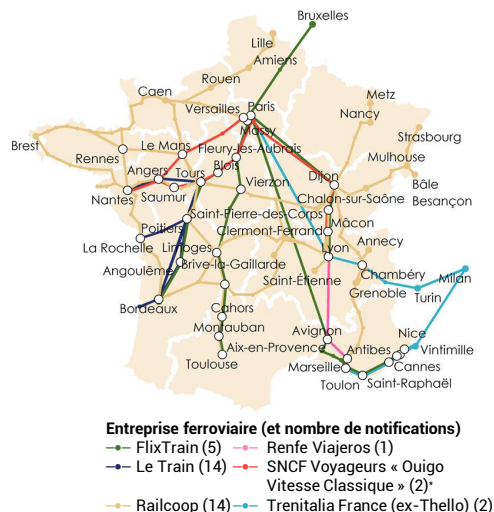 Bruxelles
Lille
Amiens
Rouen
Caen
Metz
Versailles Paris
Nancy
Massy
Strasbourg
Brest
Le Mans
Fleury-les-Aubrais
Rennes
Mulhouse
Blois
Angers
Tours
Dijon
Vierzon
Bâle
Chalon-sur-Saône
Besançon
Nantes
Saumur
Saint-Pierre-des-Corps
Mâcon
Poitiers
Clermont-Ferrand
La Rochelle
Limoges
Lyon
Annecy
Angoulême
Brive-la-Gaillarde
Chambéry
Milan
Saint-Étienne
Grenoble
Turin
Bordeaux
Cahors
Avignon
Montauban
Nice
Aix-en-Provence
Antibes
Vintimille
Toulouse
Marseille
Cannes
Toulon
Saint-Raphaël
Entreprise ferroviaire (et nombre de notifications)
FlixTrain (5)
Renfe Viajeros (1)
Le Train (14)
SNCF Voyageurs « Ouigo
Vitesse Classique » (2)*
Railcoop (14)
Trenitalia France (ex-Thello) (2)